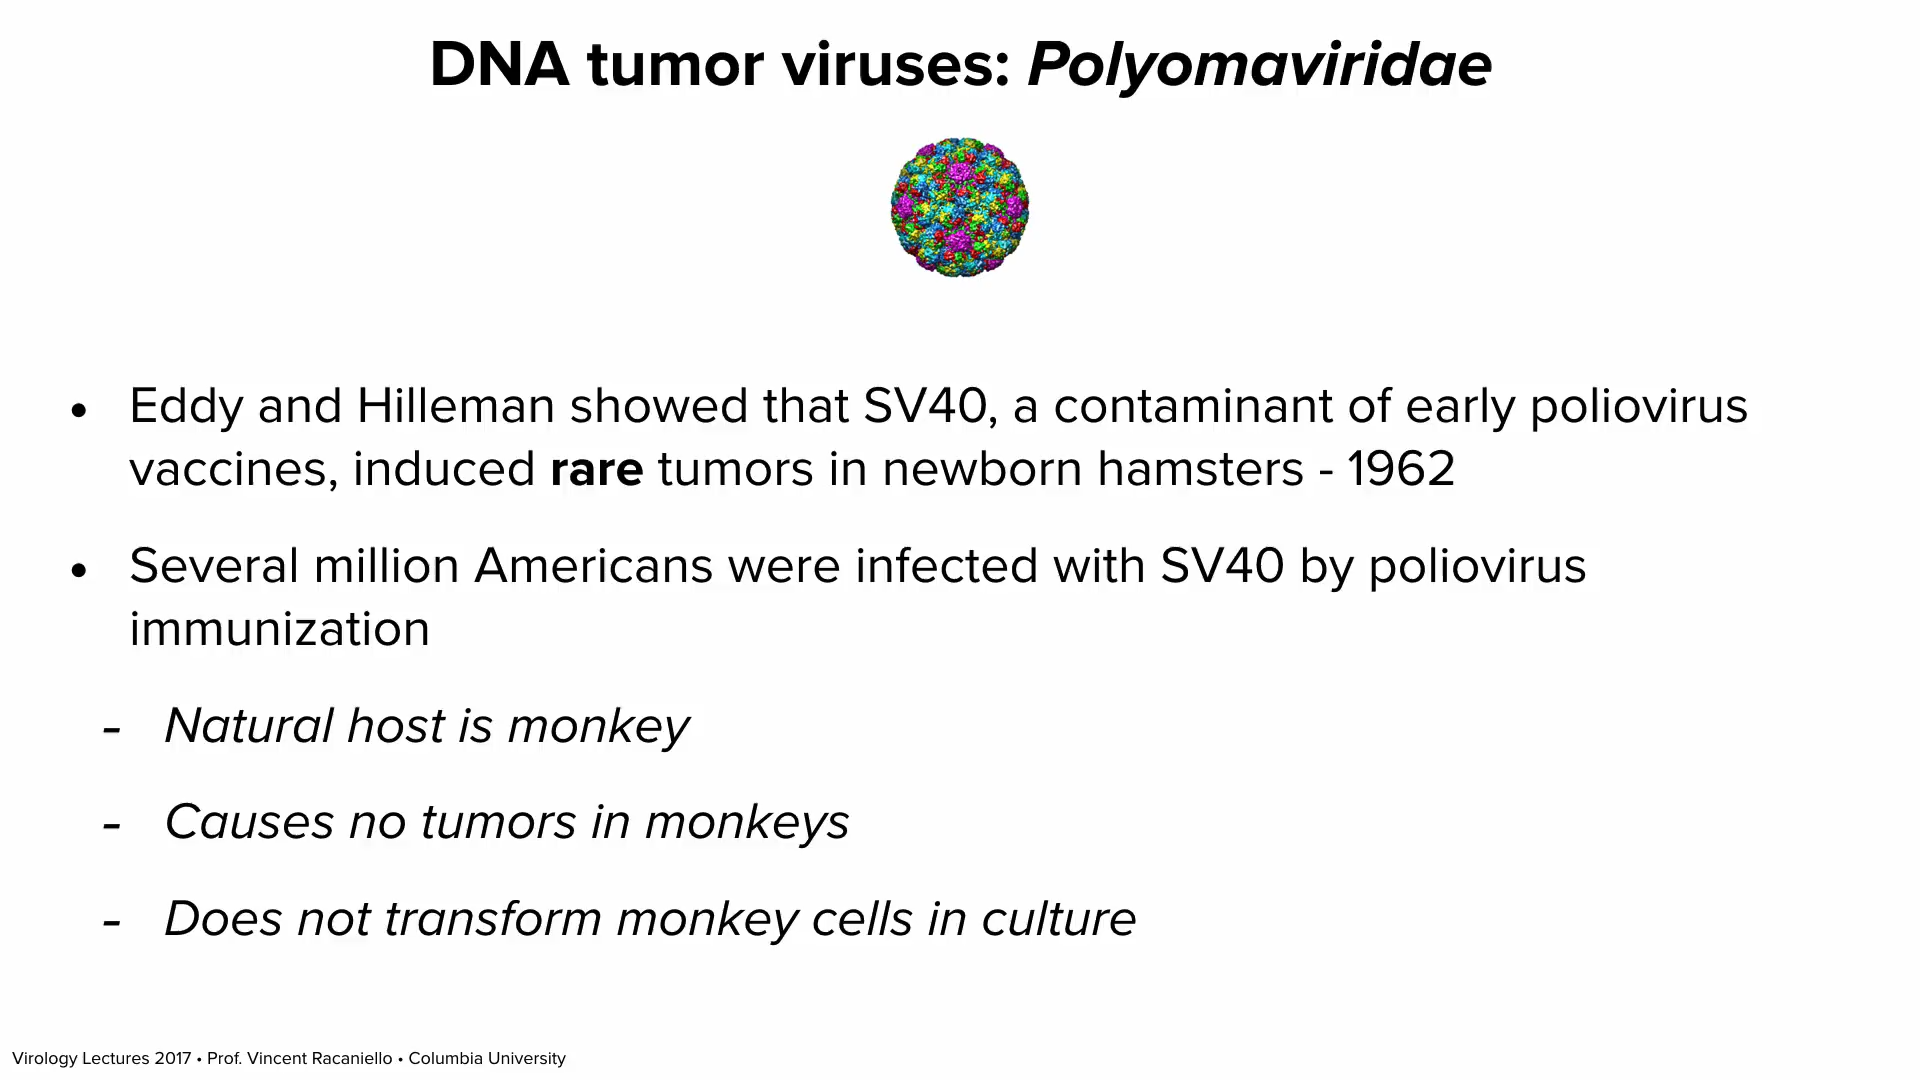 DNA tumor viruses: Polyomaviridae
• Eddy and Hilleman showed that SV40, a contaminant of early poliovirus
vaccines, induced rare tumors in newborn hamsters - 1962
• Several million Americans were infected with SV40 by poliovirus
immunization
- Natural host is monkey
- Causes no tumors in monkeys
- Does not transform monkey cells in culture
Virology Lectures 2017 • Prof. Vincent Racaniello • Columbia University